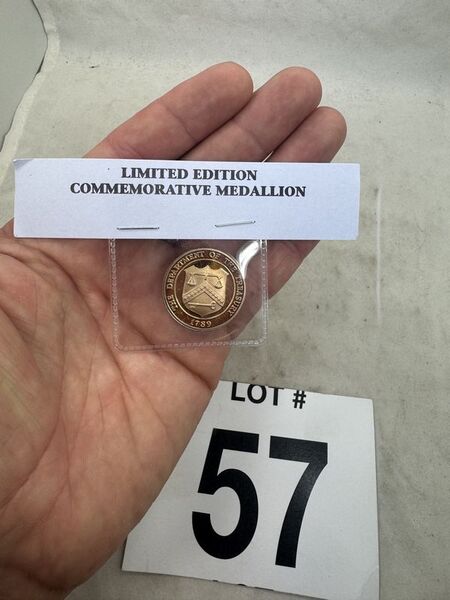 LIMITED EDITION
COMMEMORATIVE MEDALLION
THE DEPARTMENT OF THE TREASURY
1789
LOT #
57